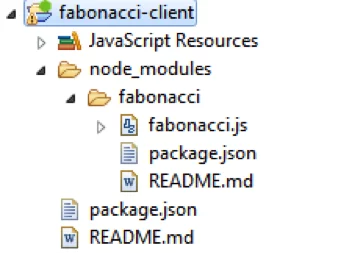 fabonacci-client
JavaScript Resources
node_modules
fabonacci
fabonacci.js
package.json
README.md
package.json
README.md